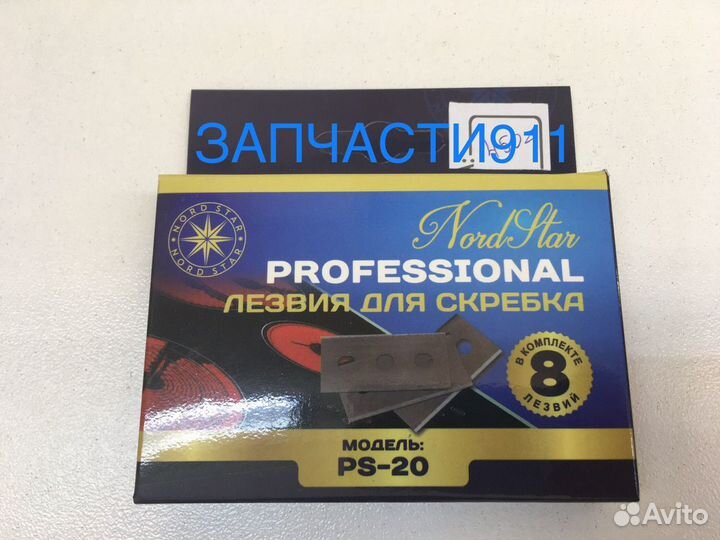 ЗАПЧАСТИ911
NORD STAR
NORD STAR
NordStar
PROFESSIONAL
ЛЕЗВИЯ ДЛЯ СКРЕБКА
В КОМПЛЕКТЕ
8
ЛЕЗВИЙ
МОДЕЛЬ:
PS-20
Avito